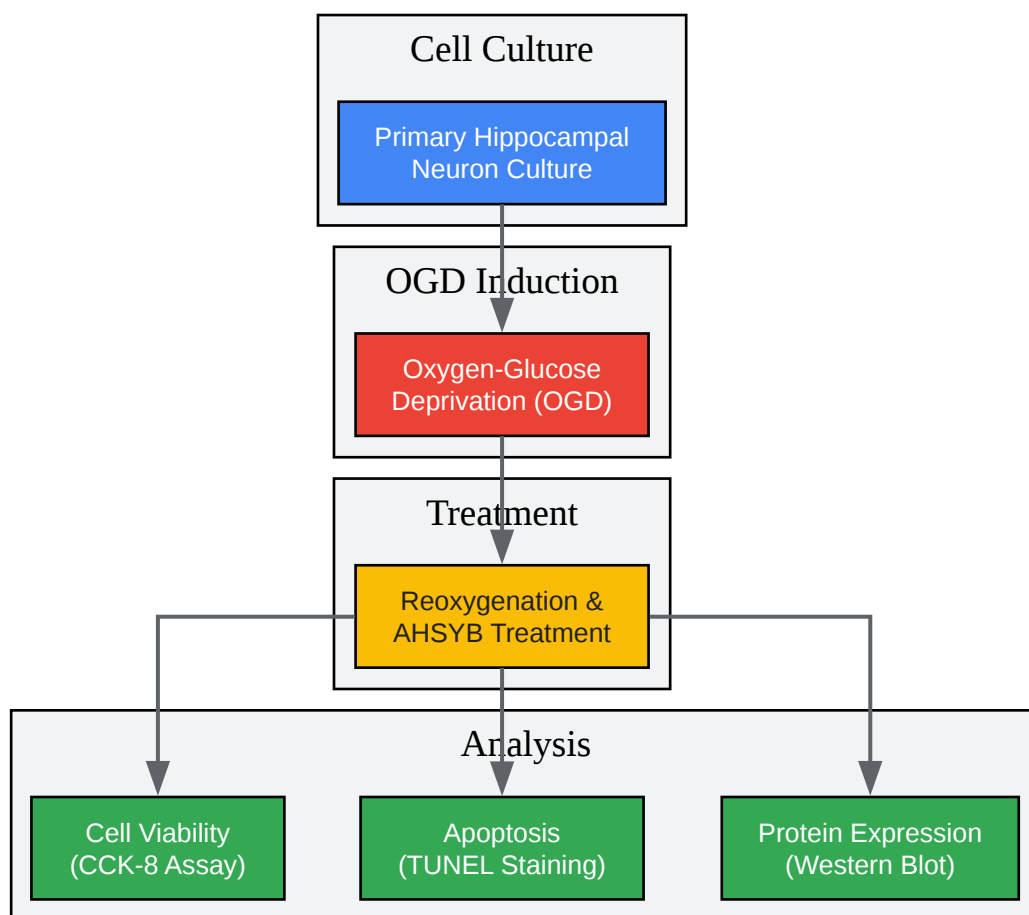 Cell Culture
Primary Hippocampal
Neuron Culture
OGD Induction
Oxygen-Glucose
Deprivation (OGD)
Treatment
Reoxygenation &
AHSYB Treatment
Analysis
Cell Viability
(CCK-8 Assay)
Apoptosis
(TUNEL Staining)
Protein Expression
(Western Blot)